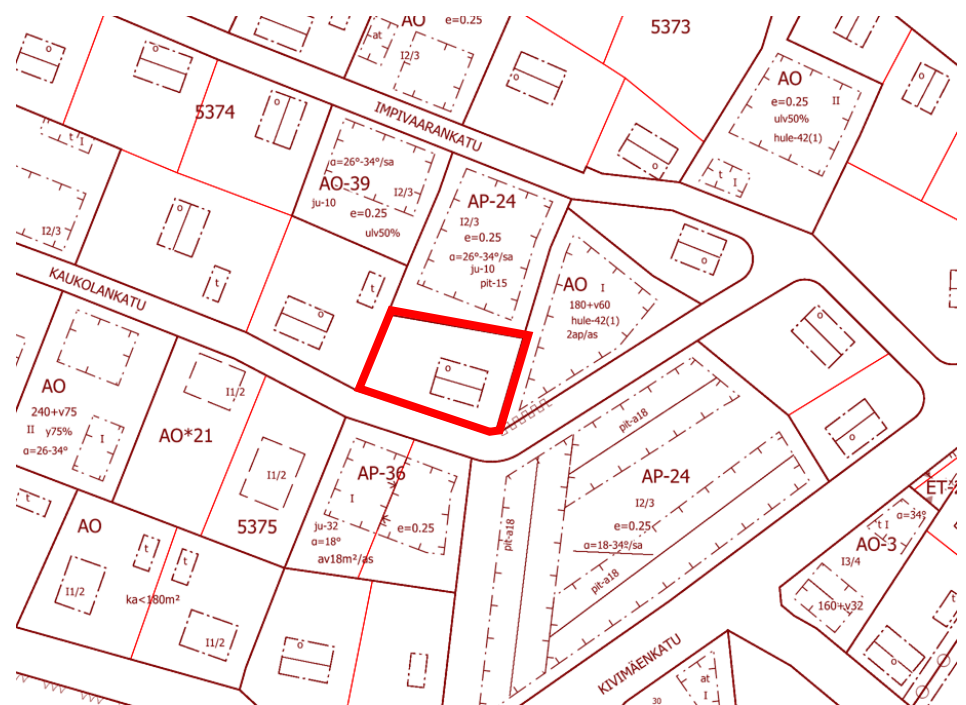 AO
e=0.25
at
I2/3
5373
AO
e=0.25
II
ulv50%
hule-42(1)
t I
o
o
o
5374
IMPIVAARANKATU
o
o
t I
I2/3
α=26°-34°/sa
AO-39
I2/3
ju-10
e=0.25
ulv50%
AP-24
I2/3
e=0.25
α=26°-34°/sa
ju-10
pit-15
o
o
KAUKOLANKATU
t
t
o
AO
I
180+v60
hule-42(1)
2ap/as
o
o
o
AO
240+v75
II
y75%
α=26-34°
I
I1/2
AO*21
I1/2
5375
AP-36
I
ju-32
e=0.25
α=18°
av18m²/as
pit-a18
AP-24
I2/3
e=0.25
α=18-34º/sa
pit-a18
pit-a18
t
AO
t
t
I1/2
ka<180m²
I1/2
o
t
ET-
α=34°
t I
AO-3
I3/4
160+v32
t
o
KIVIMÄENKATU
at
I
30